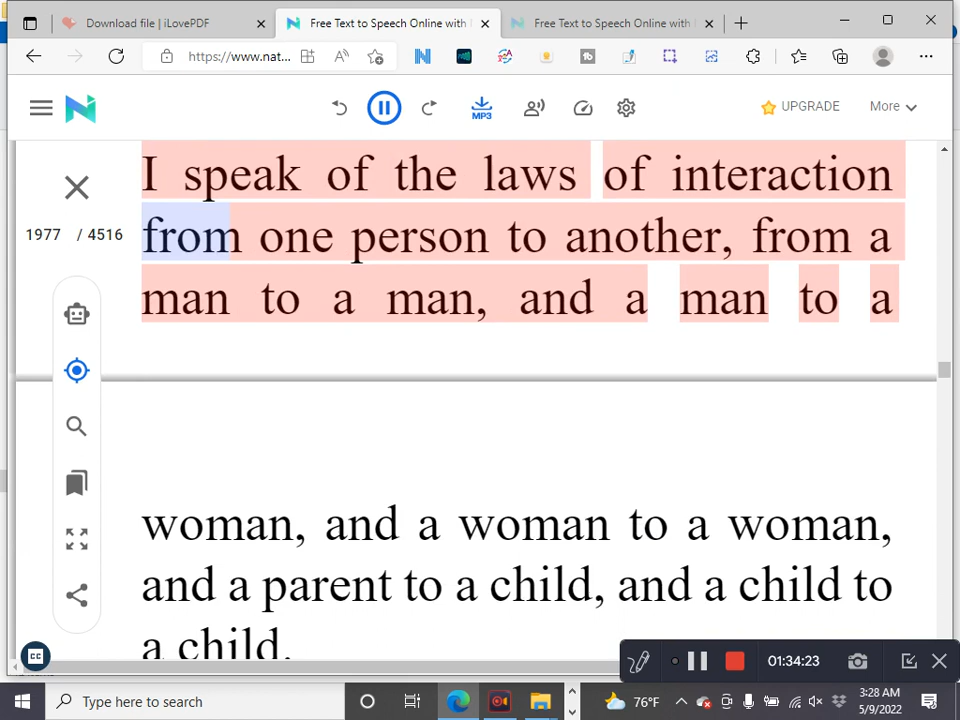 Download file | iLovePDF
Free Text to Speech Online with
Free Text to Speech Online with
https://www.nat...
MP3
UPGRADE
More
I speak of the laws of interaction
from one person to another, from a
man to a man, and a man to a
1977 / 4516
woman, and a woman to a woman,
and a parent to a child, and a child to
a child.
CC
01:34:23
Type here to search
76°F
3:28 AM
5/9/2022